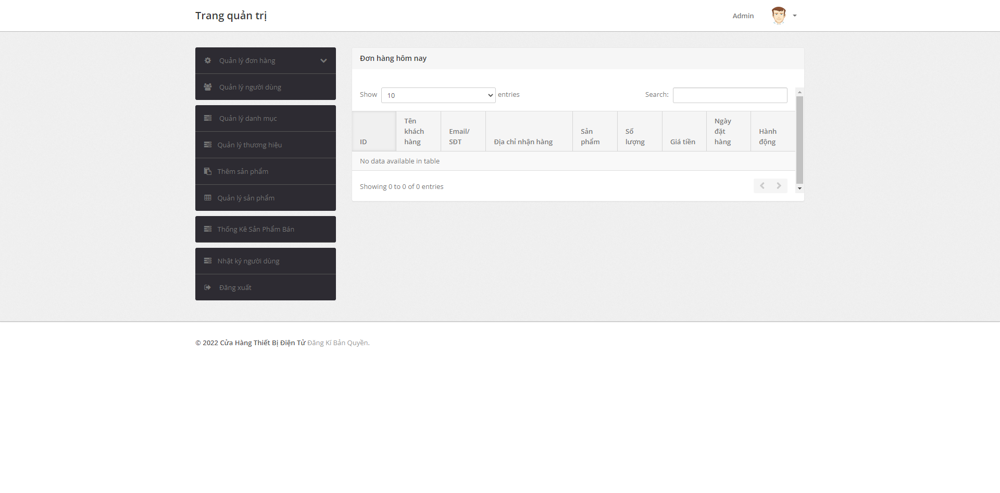 Trang quản trị
Admin
Quản lý đơn hàng
Quản lý người dùng
Quản lý danh mục
Quản lý thương hiệu
Thêm sản phẩm
Quản lý sản phẩm
Thống Kê Sản Phẩm Bán
Nhật ký người dùng
Đăng xuất
Đơn hàng hôm nay
Show 10 entries
Search:
ID
Tên
khách
hàng
Email/
SĐT
Địa chỉ nhận hàng
Sản
phẩm
Số
lượng
Giá tiền
Ngày
đặt
hàng
Hành
động
No data available in table
Showing 0 to 0 of 0 entries
© 2022 Cửa Hàng Thiết Bị Điện Tử Đăng Kí Bản Quyền.